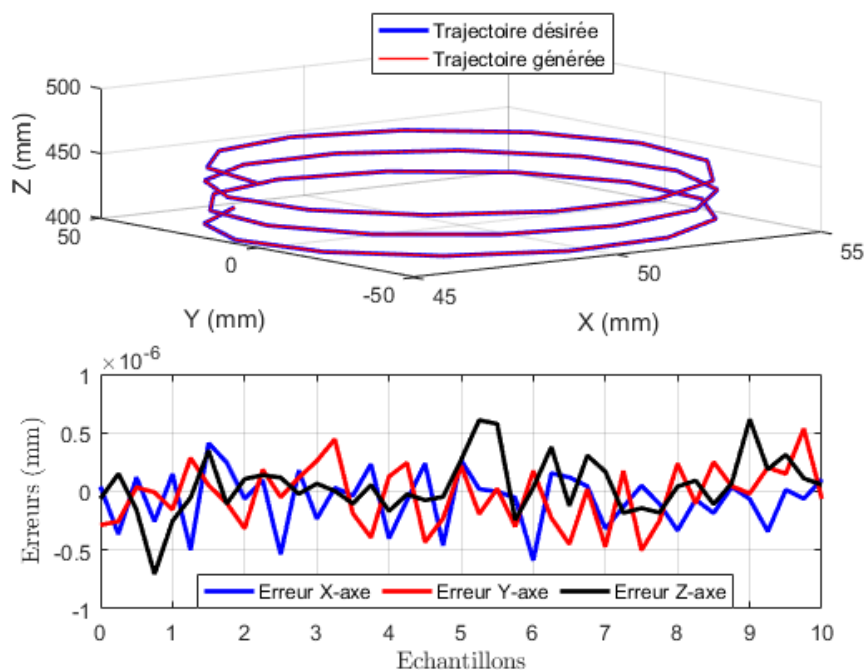 Trajectoire désirée
Trajectoire générée
500
450
400
Z (mm)
50
0
-50
Y (mm)
45
50
55
X (mm)
×10^-6
1
0.5
0
-0.5
-1
Erreurs (mm)
Erreur X-axe Erreur Y-axe Erreur Z-axe
0 1 2 3 4 5 6 7 8 9 10
Echantillons